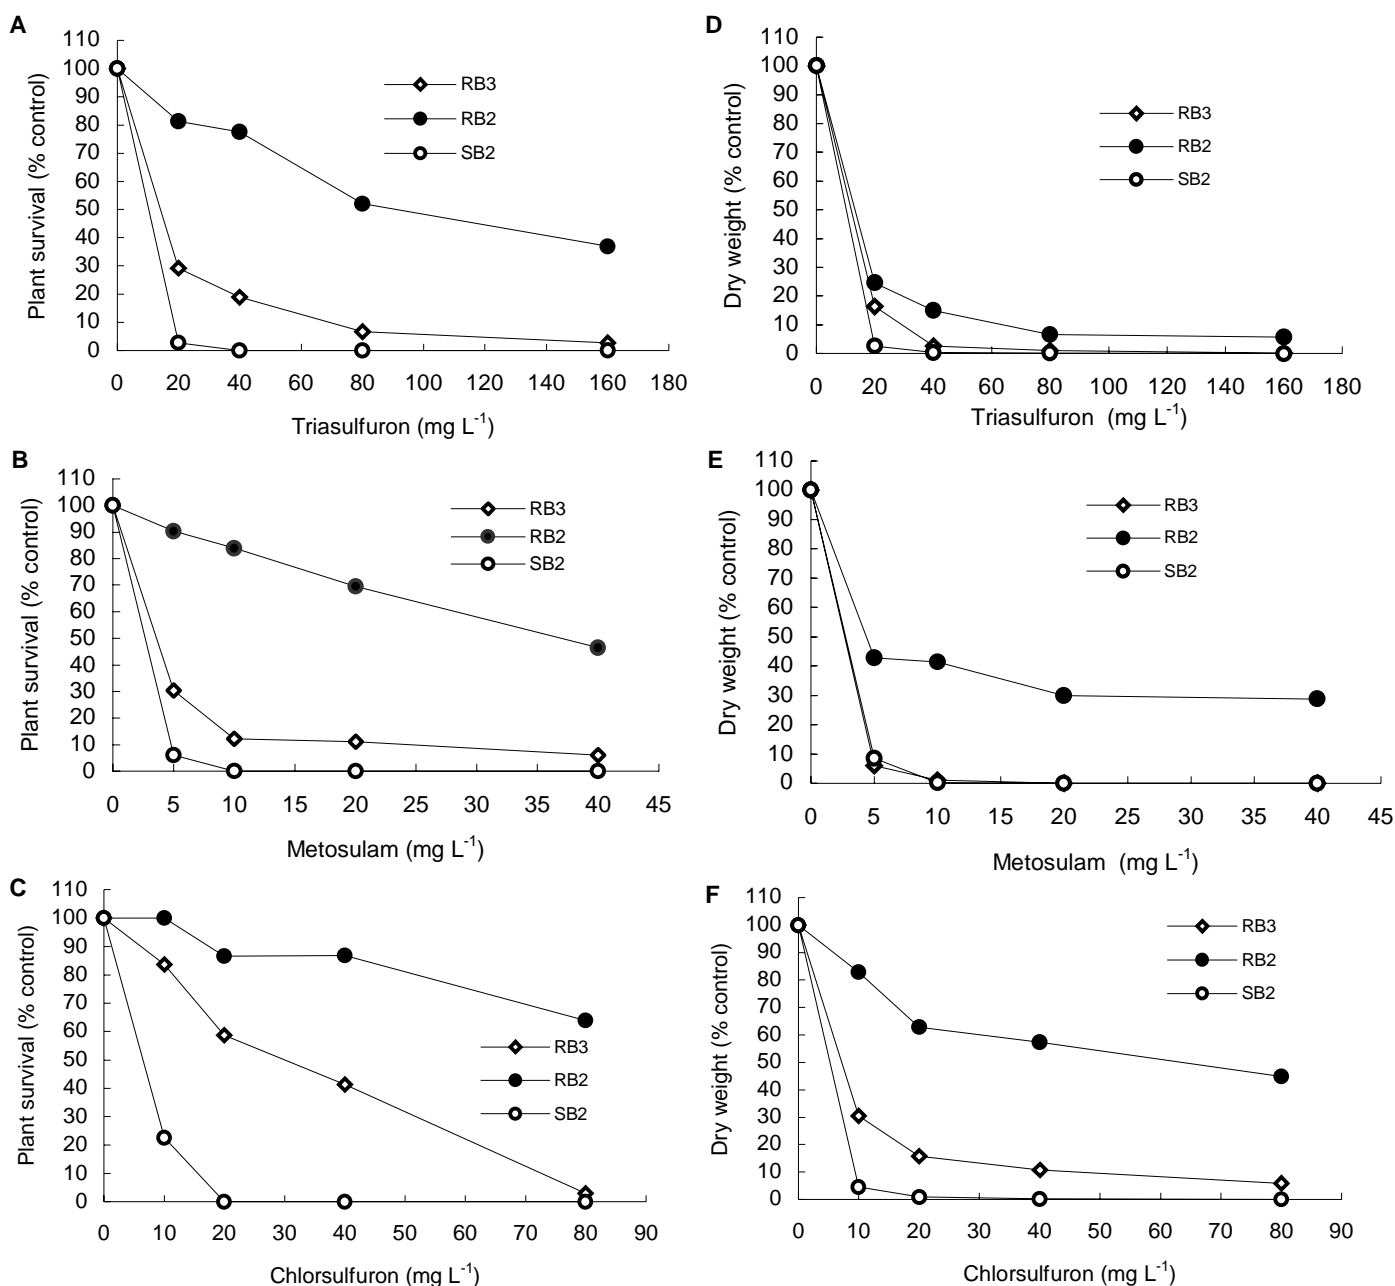 A
110
100
90
80
70
60
50
40
30
20
10
0
Plant survival (% control)
RB3
RB2
SB2
0 20 40 60 80 100 120 140 160 180
Triasulfuron (mg L-1)
D
110
100
90
80
70
60
50
40
30
20
10
0
Dry weight (% control)
RB3
RB2
SB2
0 20 40 60 80 100 120 140 160 180
Triasulfuron (mg L-1)
B
110
100
90
80
70
60
50
40
30
20
10
0
Plant survival (% control)
RB3
RB2
SB2
0 5 10 15 20 25 30 35 40 45
Metosulam (mg L-1)
E
110
100
90
80
70
60
50
40
30
20
10
0
Dry weight (% control)
RB3
RB2
SB2
0 5 10 15 20 25 30 35 40 45
Metosulam (mg L-1)
C
110
100
90
80
70
60
50
40
30
20
10
0
Plant survival (% control)
RB3
RB2
SB2
0 10 20 30 40 50 60 70 80 90
Chlorsulfuron (mg L-1)
F
110
100
90
80
70
60
50
40
30
20
10
0
Dry weight (% control)
RB3
RB2
SB2
0 10 20 30 40 50 60 70 80 90
Chlorsulfuron (mg L-1)